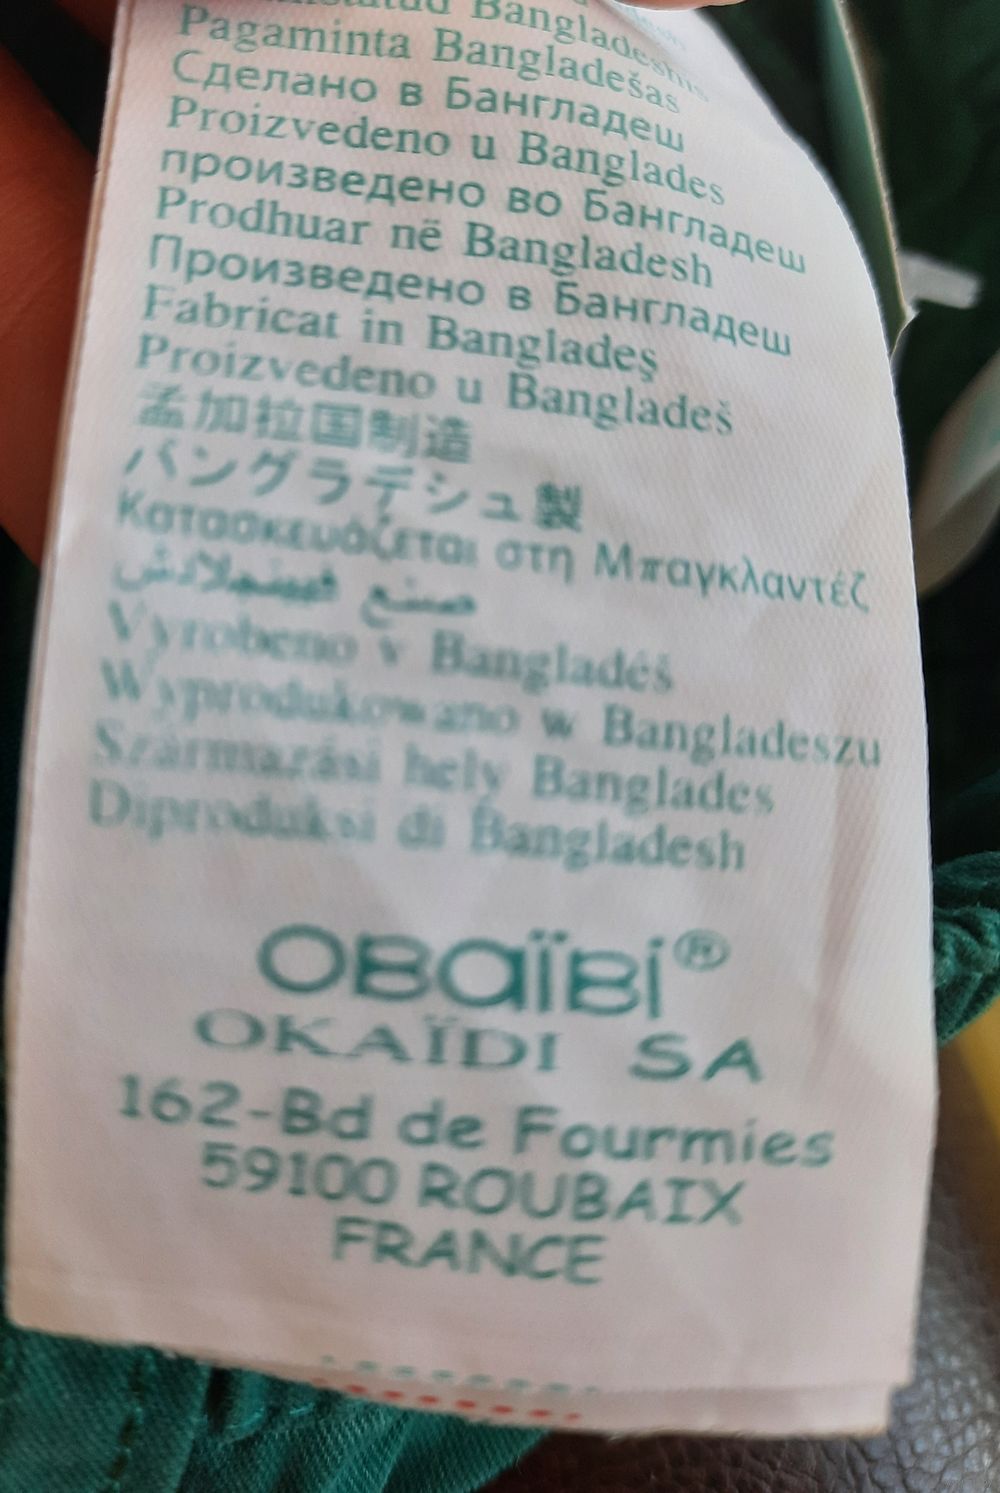 Bangladeshis
Pagaminta Bangladešas
Сделано в Бангладеш
Proizvedeno u Banglades
произведено во Бангладеш
Prodhuar në Bangladesh
Произведено в Бангладеш
Fabricat in Bangladeş
Proizvedeno u Bangladeš
孟加拉国制造
バングラデシュ製
Κατασκευάζεται στη Μπαγκλαντέζ
صنع
Vyrobeno v Bangladéš
Wyprodukowano w Bangladeszu
Származási hely Banglades
Diproduksi di Bangladesh
OBaïBi®
OKAÏDI SA
162-Bd de Fourmies
59100 ROUBAIX
FRANCE